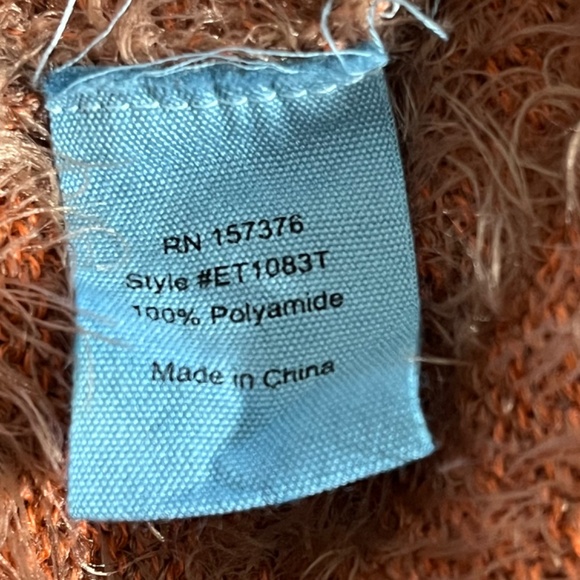 RN 157376
Style #ET1083T
100% Polyamide
Made in China